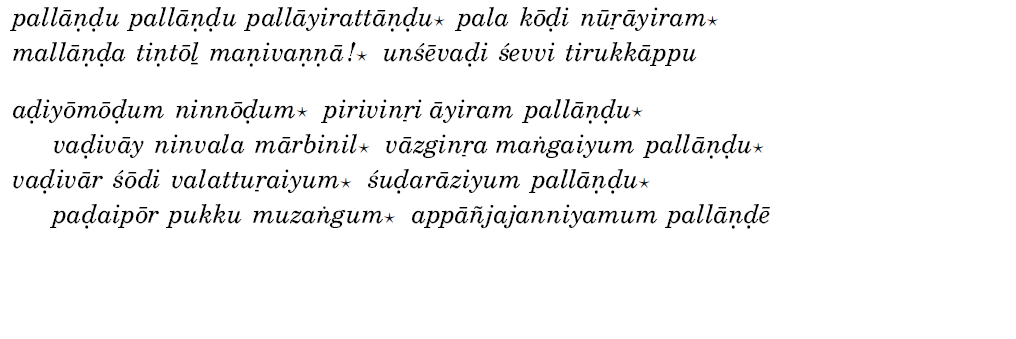 pallāṇḍu pallāṇḍu pallāyirattāṇḍu⋆ pala kōḍi nūṟāyiram⋆
mallāṇḍa tiṇtōḻ maṇivaṇṇā!⋆ unśēvaḍi śevvi tirukkāppu
aḍiyōmōḍum ninnōḍum⋆ pirivinṟi āyiram pallāṇḍu⋆
vaḍivāy ninvala mārbinil⋆ vāzginṟa maṅgaiyum pallāṇḍu⋆
vaḍivār śōdi valattuṟaiyum⋆ śuḍarāziyum pallāṇḍu⋆
paḍaipōr pukku muzaṅgum⋆ appāñjajanniyamum pallāṇḍē